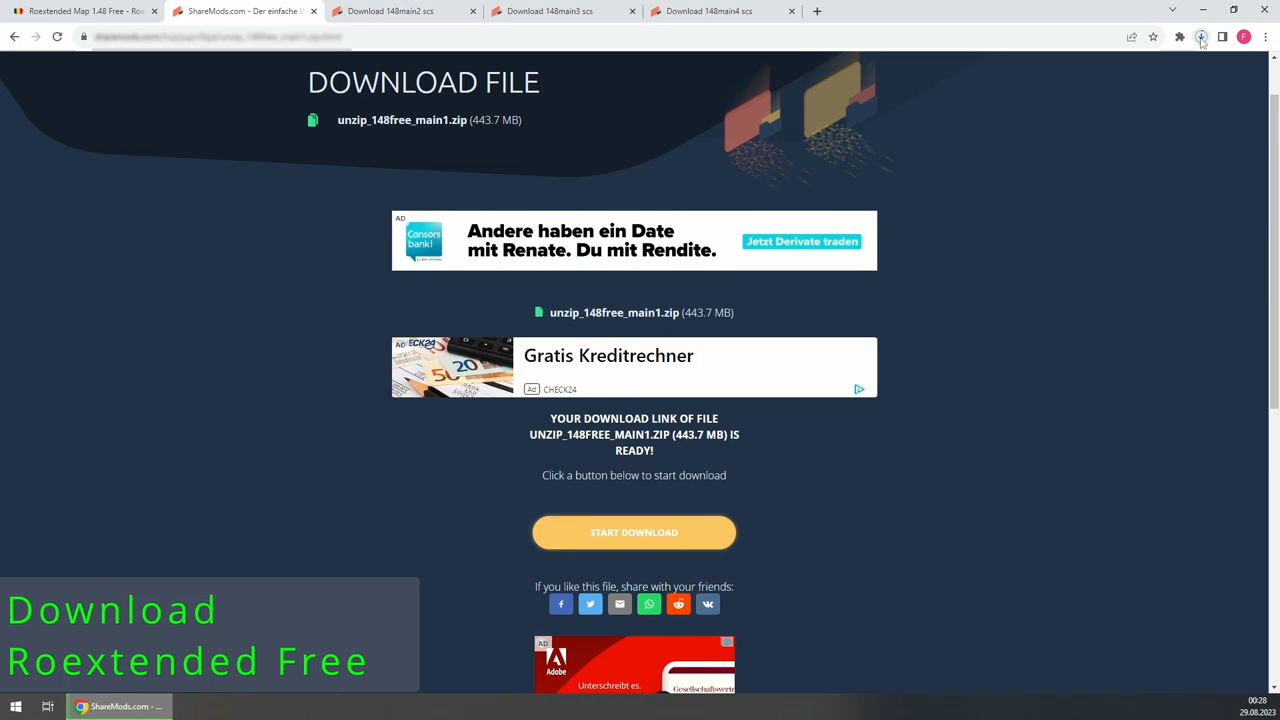 Roextended Map 1.48 Free - Roe
ShareMods.com - Der einfache V
Download 148main2 scs
Download 148main3 scs
Download 148main4 scs
F
DOWNLOAD FILE
unzip_148free_main1.zip (443.7 MB)
AD
Consors
bank!
Andere haben ein Date
mit Renate. Du mit Rendite.
Jetzt Derivate traden
unzip_148free_main1.zip (443.7 MB)
AD
Gratis Kreditrechner
Ad CHECK24
YOUR DOWNLOAD LINK OF FILE
UNZIP_148FREE_MAIN1.ZIP (443.7 MB) IS
READY!
Click a button below to start download
START DOWNLOAD
If you like this file, share with your friends:
AD
Adobe
Unterschreibt es.
Gesellschaftsvertr
Download
Roextended Free
ShareMods.com - ...
00:28
29.08.2023